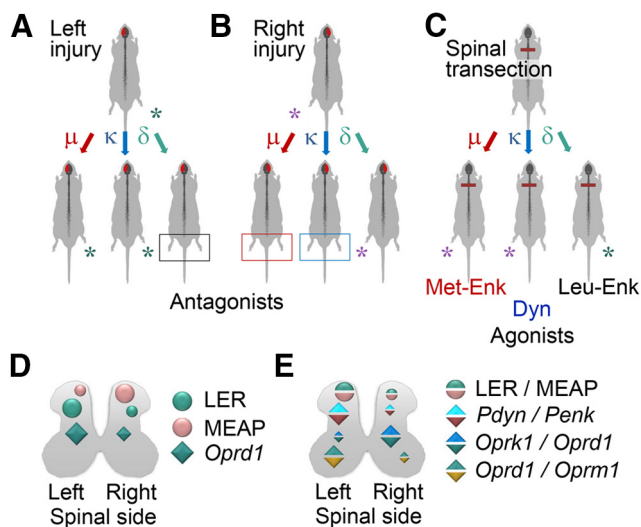 A
Left
injury
*
μ κ δ
* *
B
Right
injury
*
μ κ δ
*
Antagonists
C
Spinal
transection
μ κ δ
* * *
Met-Enk
Dyn
Leu-Enk
Agonists
D
LER
MEAP
Oprd1
Left Right
Spinal side
E
LER / MEAP
Pdyn / Penk
Oprk1 / Oprd1
Oprd1 / Oprm1
Left Right
Spinal side